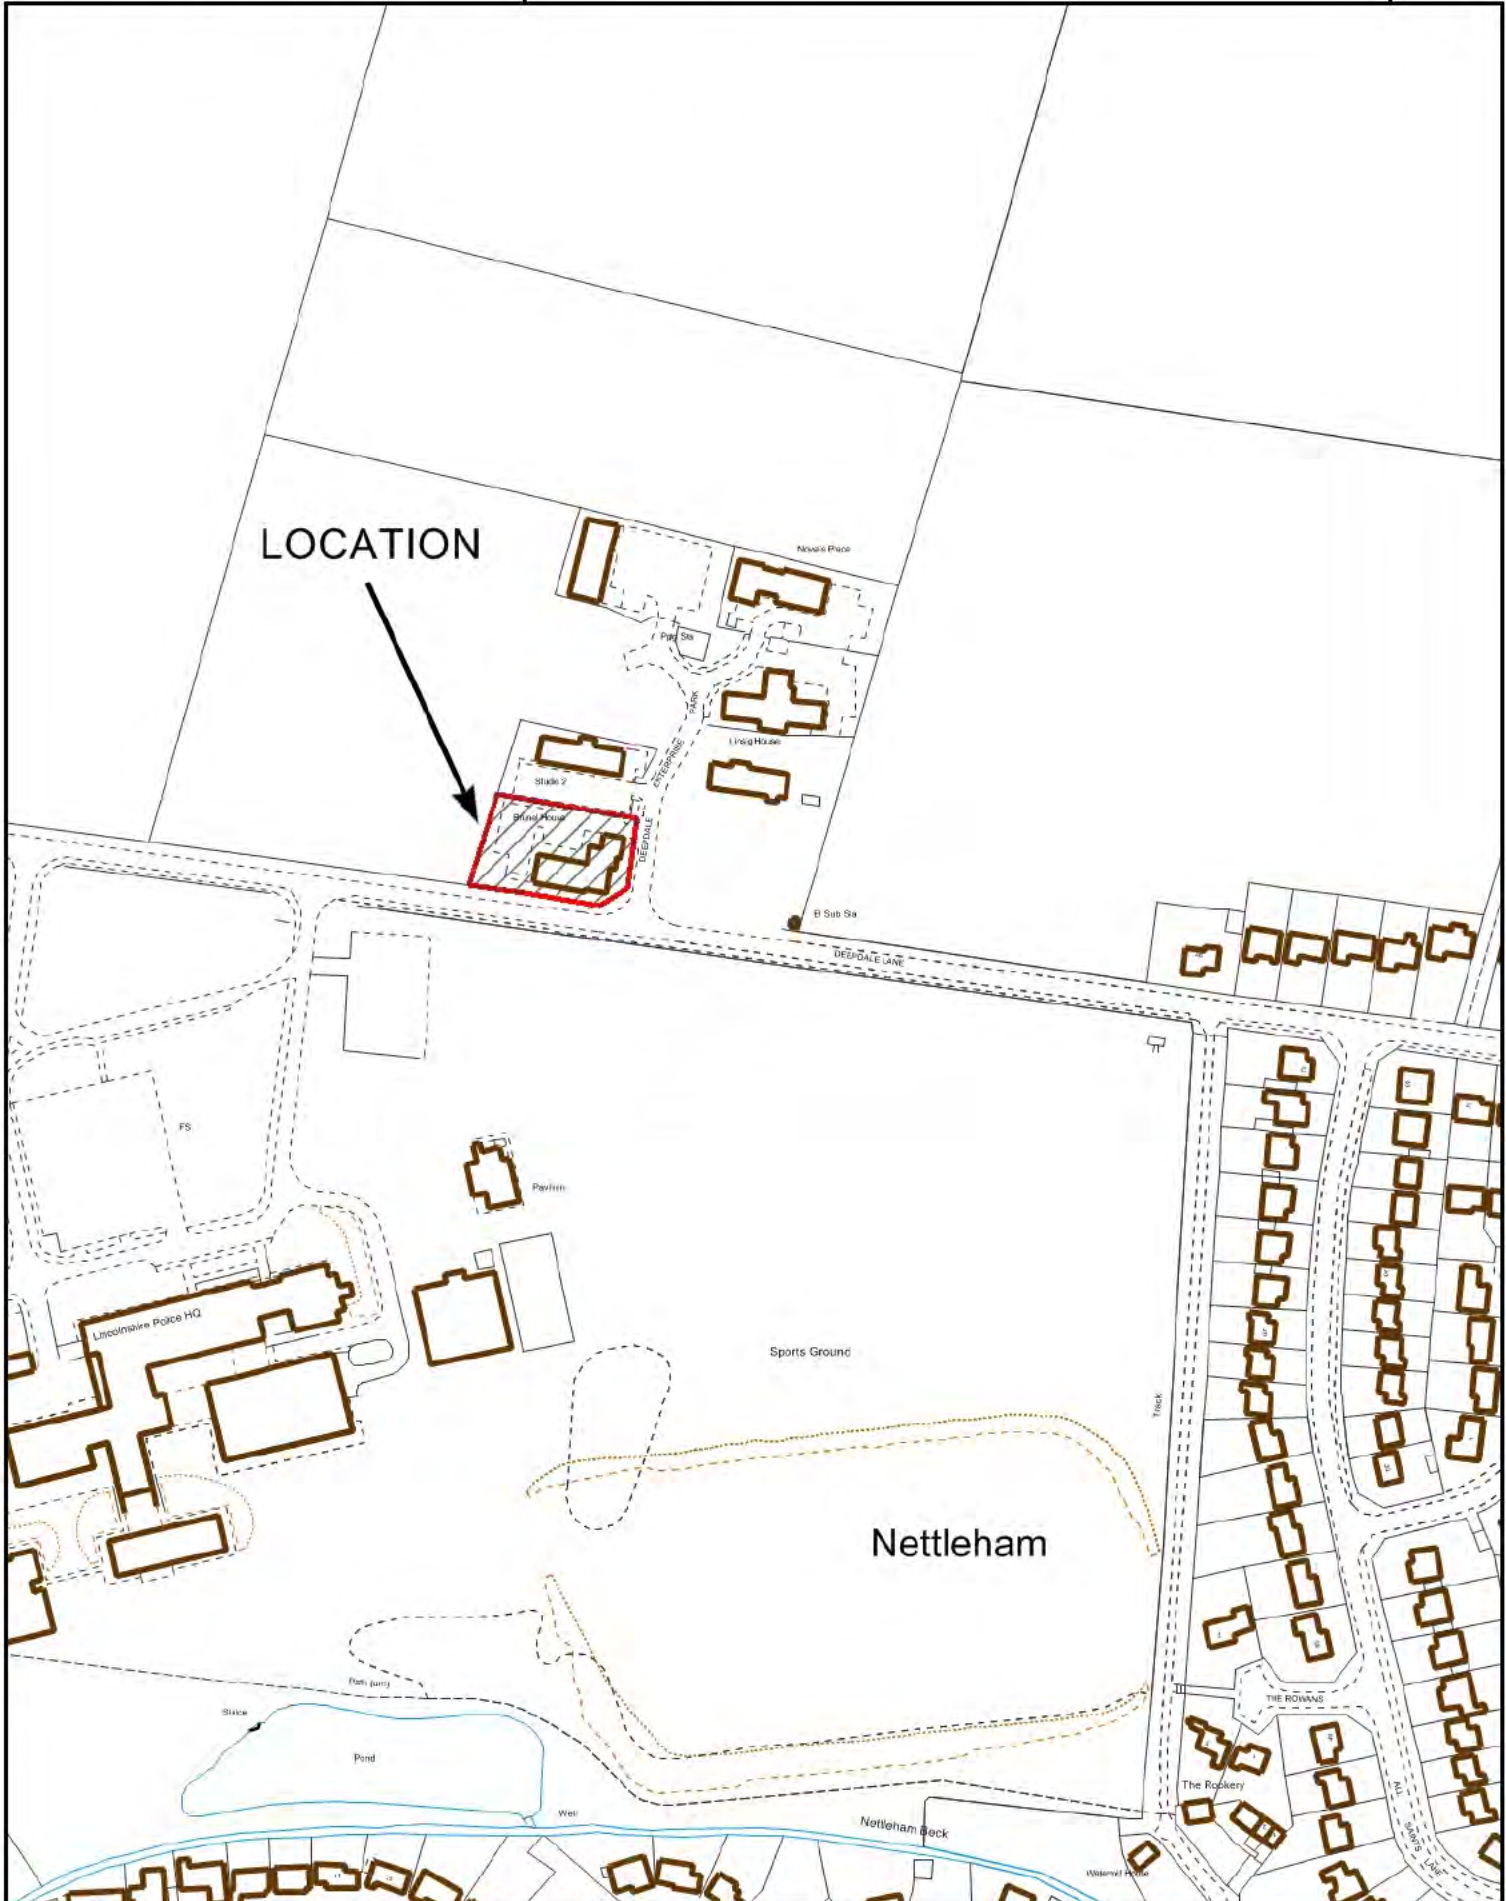 LOCATION
Novels Place
Ppg Sta
PARK
Linsig House
ENTERPRISE
Studio 2
Brunel House
DEEPDALE
El Sub Sta
DEEPDALE LANE
FS
Pavilion
Lincolnshire Police HQ
Sports Ground
Track
Nettleham
Path (um)
THE ROWANS
Sluice
Pond
The Rookery
Weir
Nettleham Beck
ALL
SAINTS
LANE
Watermill House